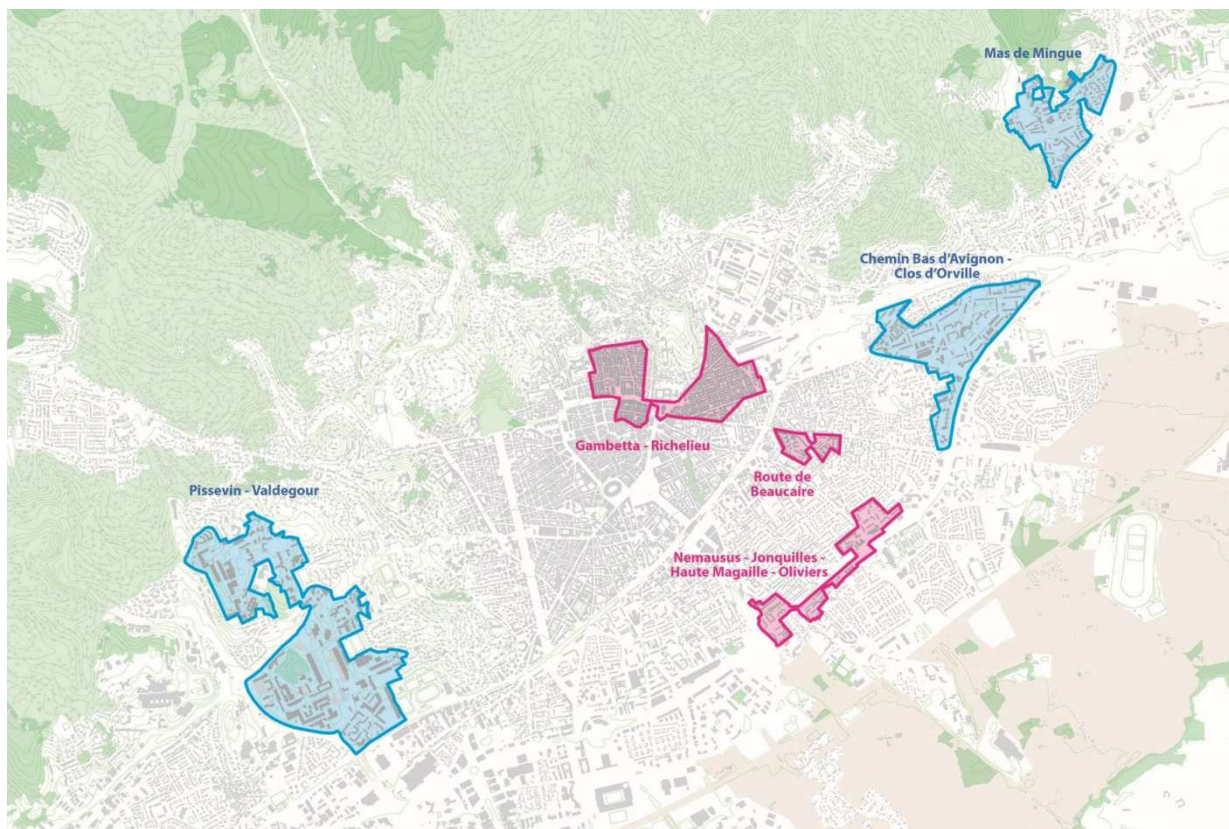 Mas de Mingue
Chemin Bas d'Avignon -
Clos d'Orville
Gambetta - Richelieu
Route de
Beaucaire
Pissevin - Valdegour
Nemausus - Jonquilles -
Haute Magaille - Oliviers